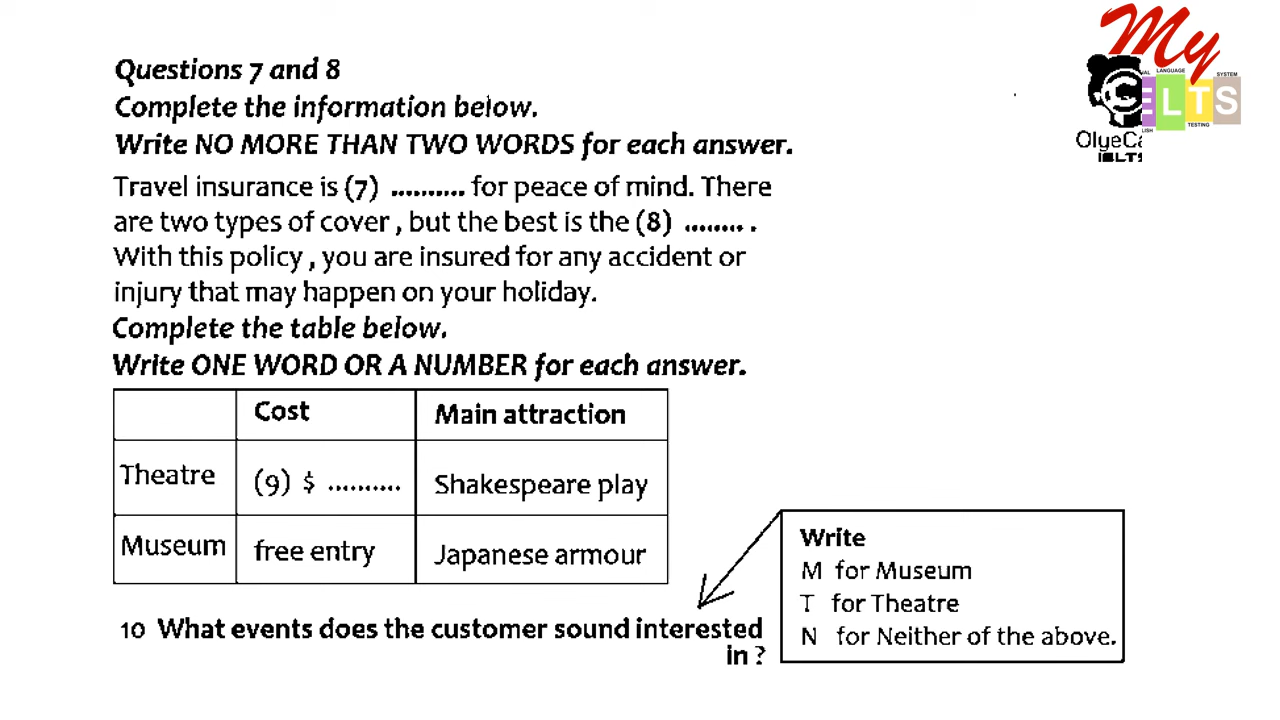 My
LANGUAGE
SYSTEM
ELTS
TESTING
Questions 7 and 8
Complete the information below.
Write NO MORE THAN TWO WORDS for each answer.
Travel insurance is (7) .......... for peace of mind. There
are two types of cover , but the best is the (8) ........ .
With this policy , you are insured for any accident or
injury that may happen on your holiday.
Complete the table below.
Write ONE WORD OR A NUMBER for each answer.
Cost Main attraction
Theatre (9) $ .......... Shakespeare play
Museum free entry Japanese armour
Write
M for Museum
T for Theatre
N for Neither of the above.
10 What events does the customer sound interested
in ?